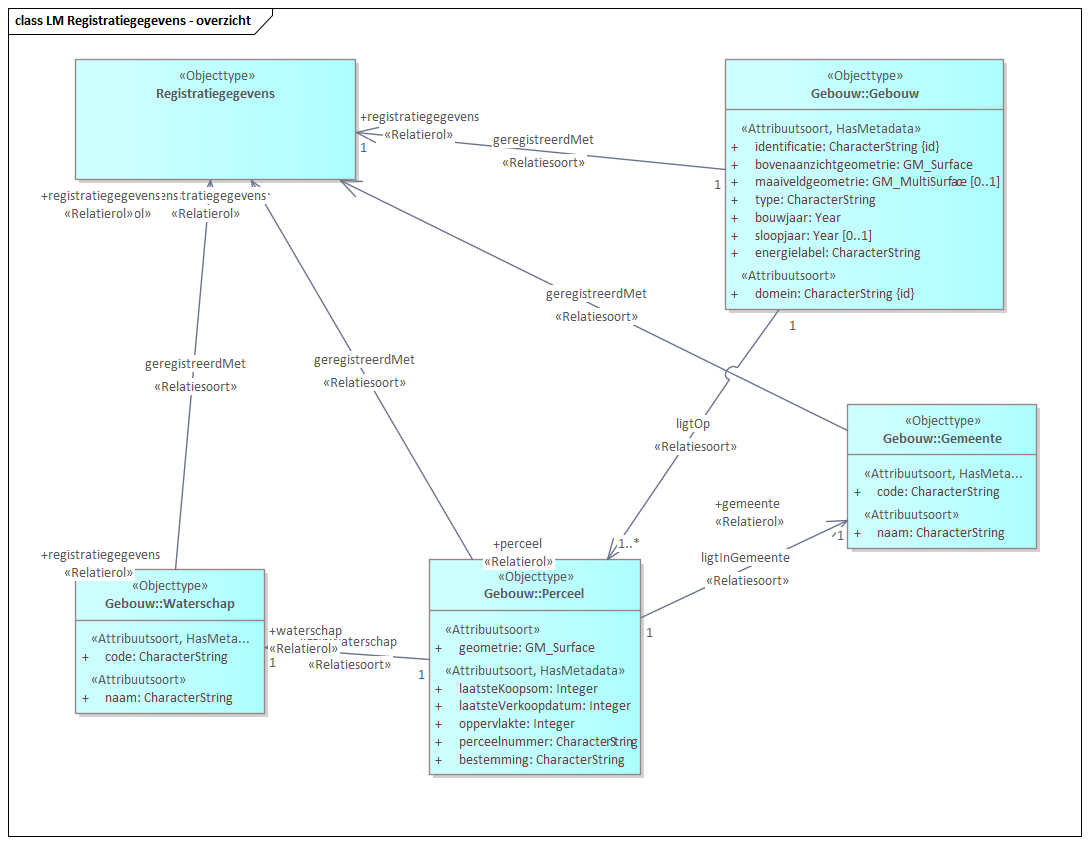 class LM Registratiegegevens - overzicht
«Objecttype»
Registratiegegevens
«Objecttype»
Gebouw::Gebouw
«Attribuutsoort, HasMetadata»
+ identificatie: CharacterString {id}
+ bovenaanzichtgeometrie: GM_Surface
+ maaiveldgeometrie: GM_MultiSurface [0..1]
+ type: CharacterString
+ bouwjaar: Year
+ sloopjaar: Year [0..1]
+ energielabel: CharacterString
«Attribuutsoort»
+ domein: CharacterString {id}
+registratiegegevens
«Relatierol»
1
geregistreerdMet
«Relatiesoort»
1
+registratiegegevens
«Relatierol»
«Relatierol»
geregistreerdMet
«Relatiesoort»
1
geregistreerdMet
«Relatiesoort»
geregistreerdMet
«Relatiesoort»
ligtOp
«Relatiesoort»
«Objecttype»
Gebouw::Gemeente
«Attribuutsoort, HasMeta...
+ code: CharacterString
«Attribuutsoort»
+ naam: CharacterString
+gemeente
«Relatierol»
1
ligtInGemeente
«Relatiesoort»
1
+perceel
«Relatierol»
1..*
+registratiegegevens
«Relatierol»
«Objecttype»
Gebouw::Waterschap
«Attribuutsoort, HasMeta...
+ code: CharacterString
«Attribuutsoort»
+ naam: CharacterString
+waterschap
«Relatierol»
1
«Relatiesoort»
1
«Objecttype»
Gebouw::Perceel
«Attribuutsoort»
+ geometrie: GM_Surface
«Attribuutsoort, HasMetadata»
+ laatsteKoopsom: Integer
+ laatsteVerkoopdatum: Integer
+ oppervlakte: Integer
+ perceelnummer: CharacterString
+ bestemming: CharacterString